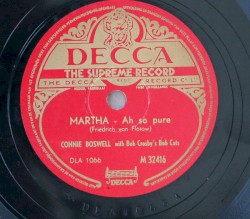 DECCA
THE SUPREME RECORD
THE DECCA RECORD CO LTD
MARTHA - Ah so pure
(Friedrich von Flotow)
CONNIE BOSWELL with Bob Crosby's Bob Cats
DLA 1066
M 32416
DECCA